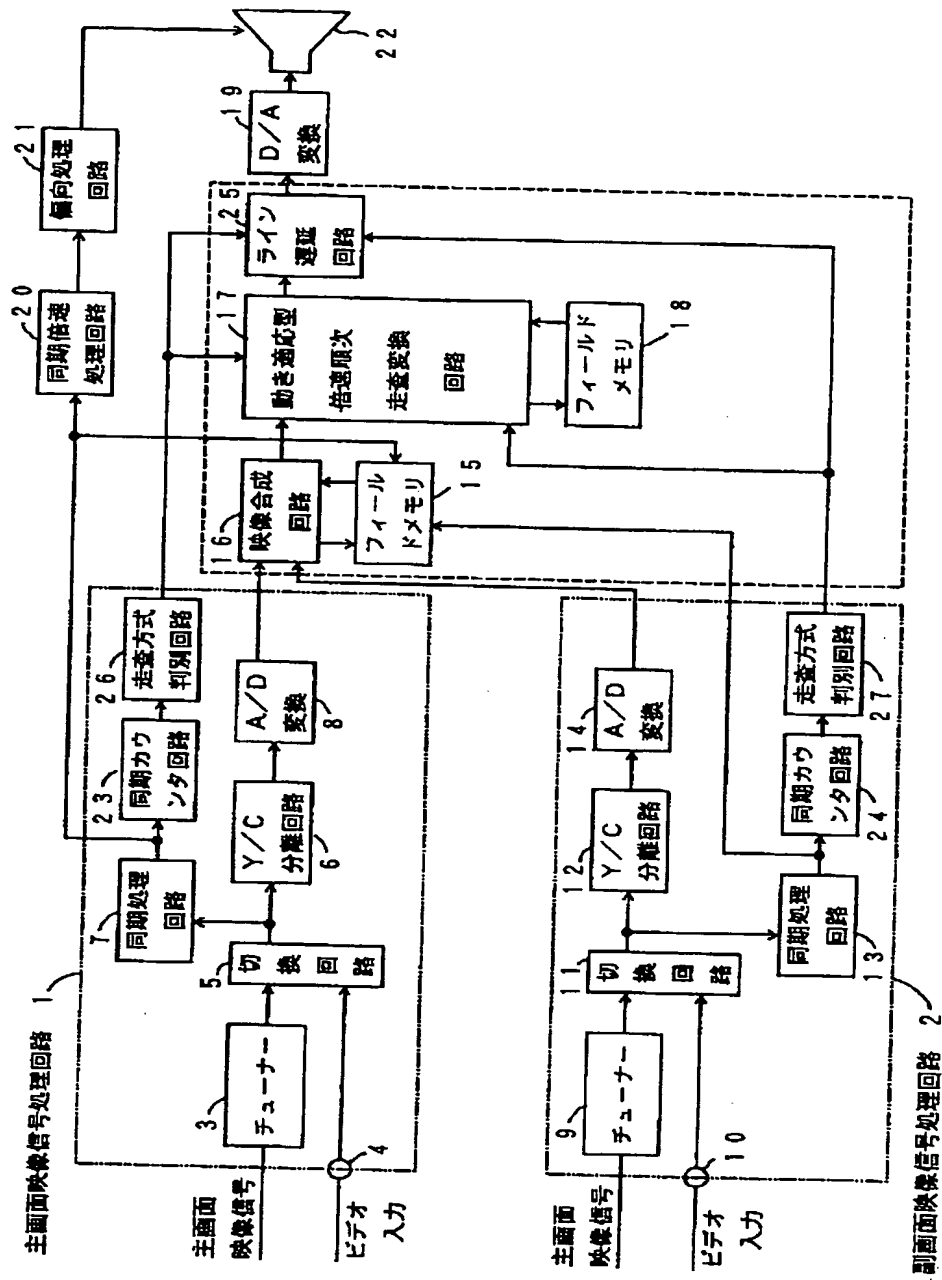 主画面映像信号処理回路
1
主画面
映像信号
ビデオ
入力
3
チューナー
4
5
切換回路
7
同期処理
回路
Y/C
分離回路
6
23
同期カウ
ンタ回路
26
走査方式
判別回路
A/D
変換
8
20
同期倍速
処理回路
21
偏向処理
回路
22
16
映像合成
回路
フィール
ドメモリ
15
17
動き適応型
倍速順次
走査変換
回路
フィールド
メモリ
18
25
ライン
遅延
回路
19
D/A
変換
主画面
映像信号
ビデオ
入力
9
チューナー
10
11
切換回路
12
Y/C
分離回路
14
A/D
変換
同期処理
回路
13
同期カウ
ンタ回路
24
走査方式
判別回路
27
副画面映像信号処理回路
2